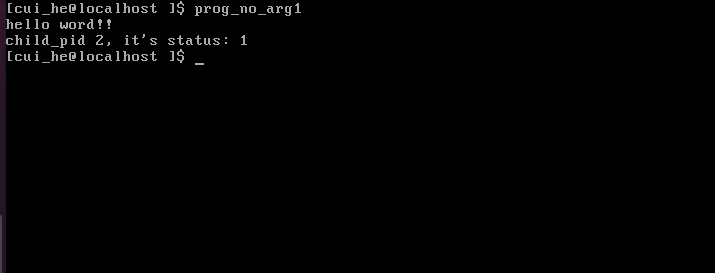 [cui_he@localhost ]$ prog_no_arg1
hello word!!
child_pid 2, it's status: 1
[cui_he@localhost ]$ _